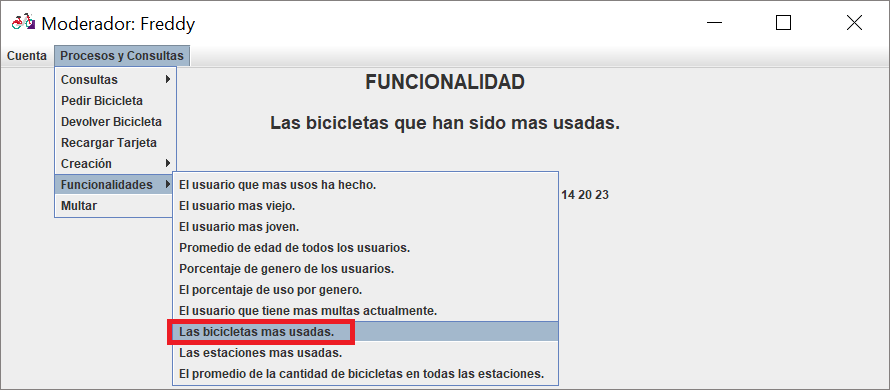 Moderador: Freddy
Cuenta Procesos y Consultas
FUNCIONALIDAD
Las bicicletas que han sido mas usadas.
Consultas
Pedir Bicicleta
Devolver Bicicleta
Recargar Tarjeta
Creación
Funcionalidades
Multar
El usuario que mas usos ha hecho.
El usuario mas viejo.
El usuario mas joven.
Promedio de edad de todos los usuarios.
Porcentaje de genero de los usuarios.
El porcentaje de uso por genero.
El usuario que tiene mas multas actualmente.
Las bicicletas mas usadas.
Las estaciones mas usadas.
El promedio de la cantidad de bicicletas en todas las estaciones.
14 20 23